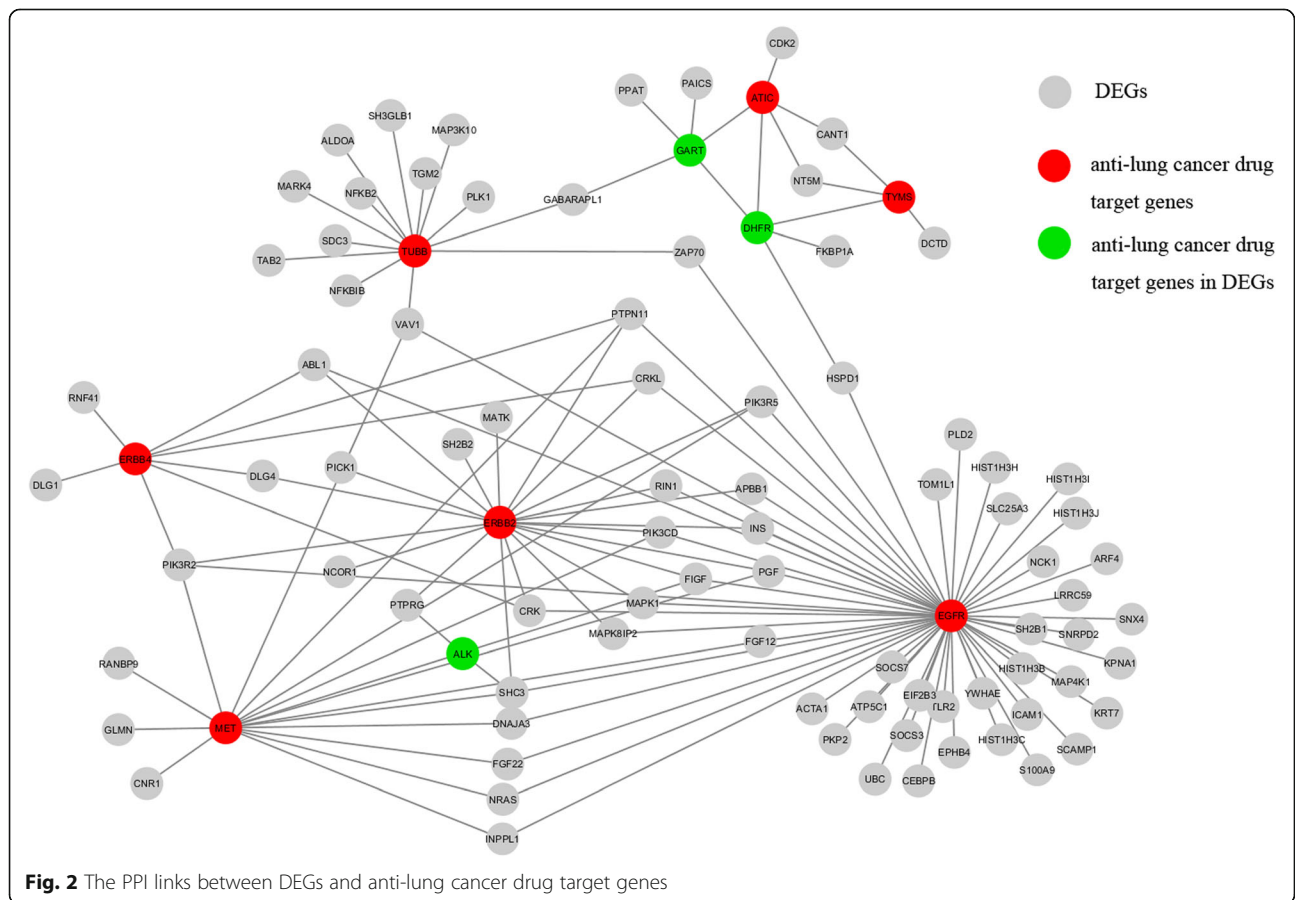 CDK2
PPAT
PAICS
ATIC
DEGs
SH3GLB1
MAP3K10
ALDOA
CANT1
GART
anti-lung cancer drug
target genes
TGM2
MARK4
NFKB2
PLK1
GABARAPL1
NT5M
TYMS
DHFR
SDC3
TUBB
TAB2
ZAP70
FKBP1A
DCTD
anti-lung cancer drug
target genes in DEGs
NFKBIB
VAV1
PTPN11
ABL1
CRKL
HSPD1
RNF41
PIK3R5
MATK
SH2B2
PLD2
ERBB4
DLG1
DLG4
PICK1
RIN1
APBB1
TOM1L1
HIST1H3H
HIST1H3I
SLC25A3
HIST1H3J
ERBB2
INS
PIK3CD
PIK3R2
NCOR1
FIGF
PGF
NCK1
ARF4
LRRC59
PTPRG
CRK
MAPK1
MAPK8IP2
EGFR
SNX4
SH2B1
SNRPD2
FGF12
ALK
RANBP9
SHC3
SOCS7
HIST1H3B
KPNA1
MAP4K1
GLMN
MET
DNAJA3
ACTA1
ATP5C1
EIF2B3
TLR2
YWHAE
ICAM1
KRT7
PKP2
SOCS3
HIST1H3C
EPHB4
SCAMP1
FGF22
S100A9
CNR1
UBC
CEBPB
NRAS
INPPL1
Fig. 2 The PPI links between DEGs and anti-lung cancer drug target genes